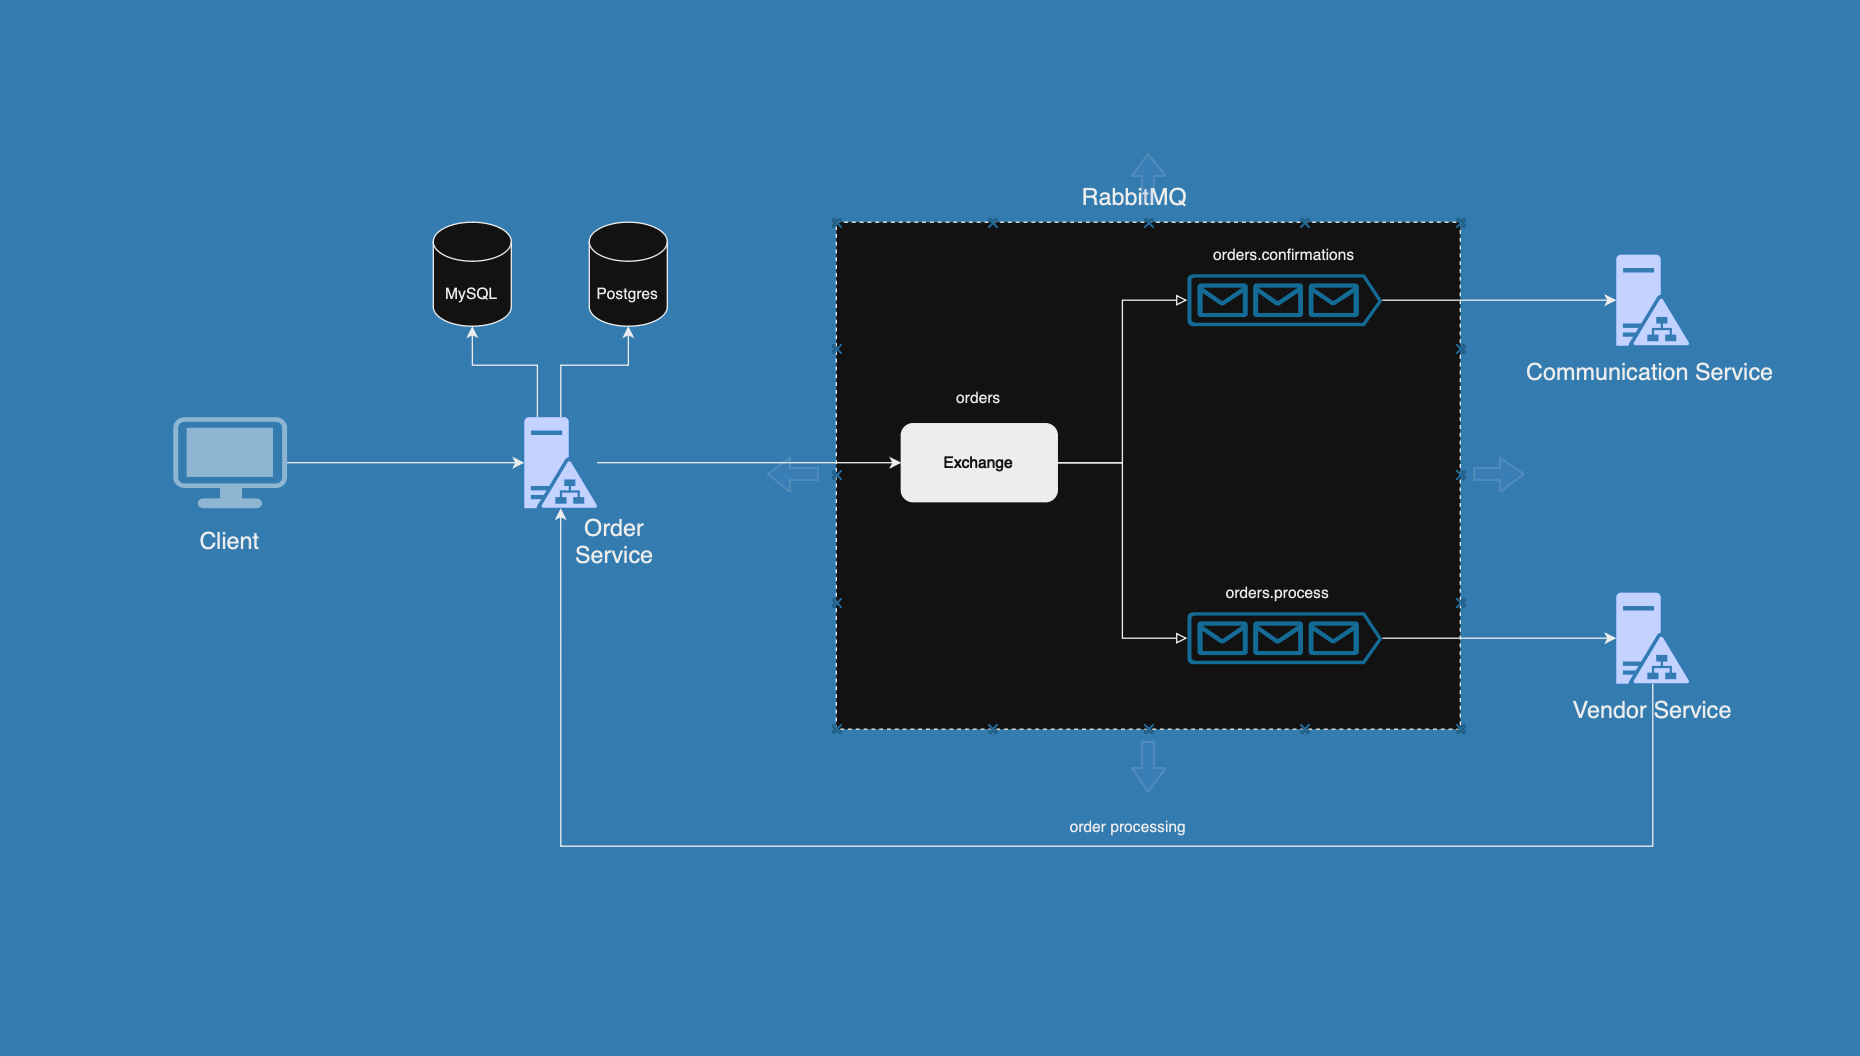 RabbitMQ
orders.confirmations
MySQL
Postgres
Communication Service
orders
Exchange
Client
Order
Service
orders.process
Vendor Service
order processing